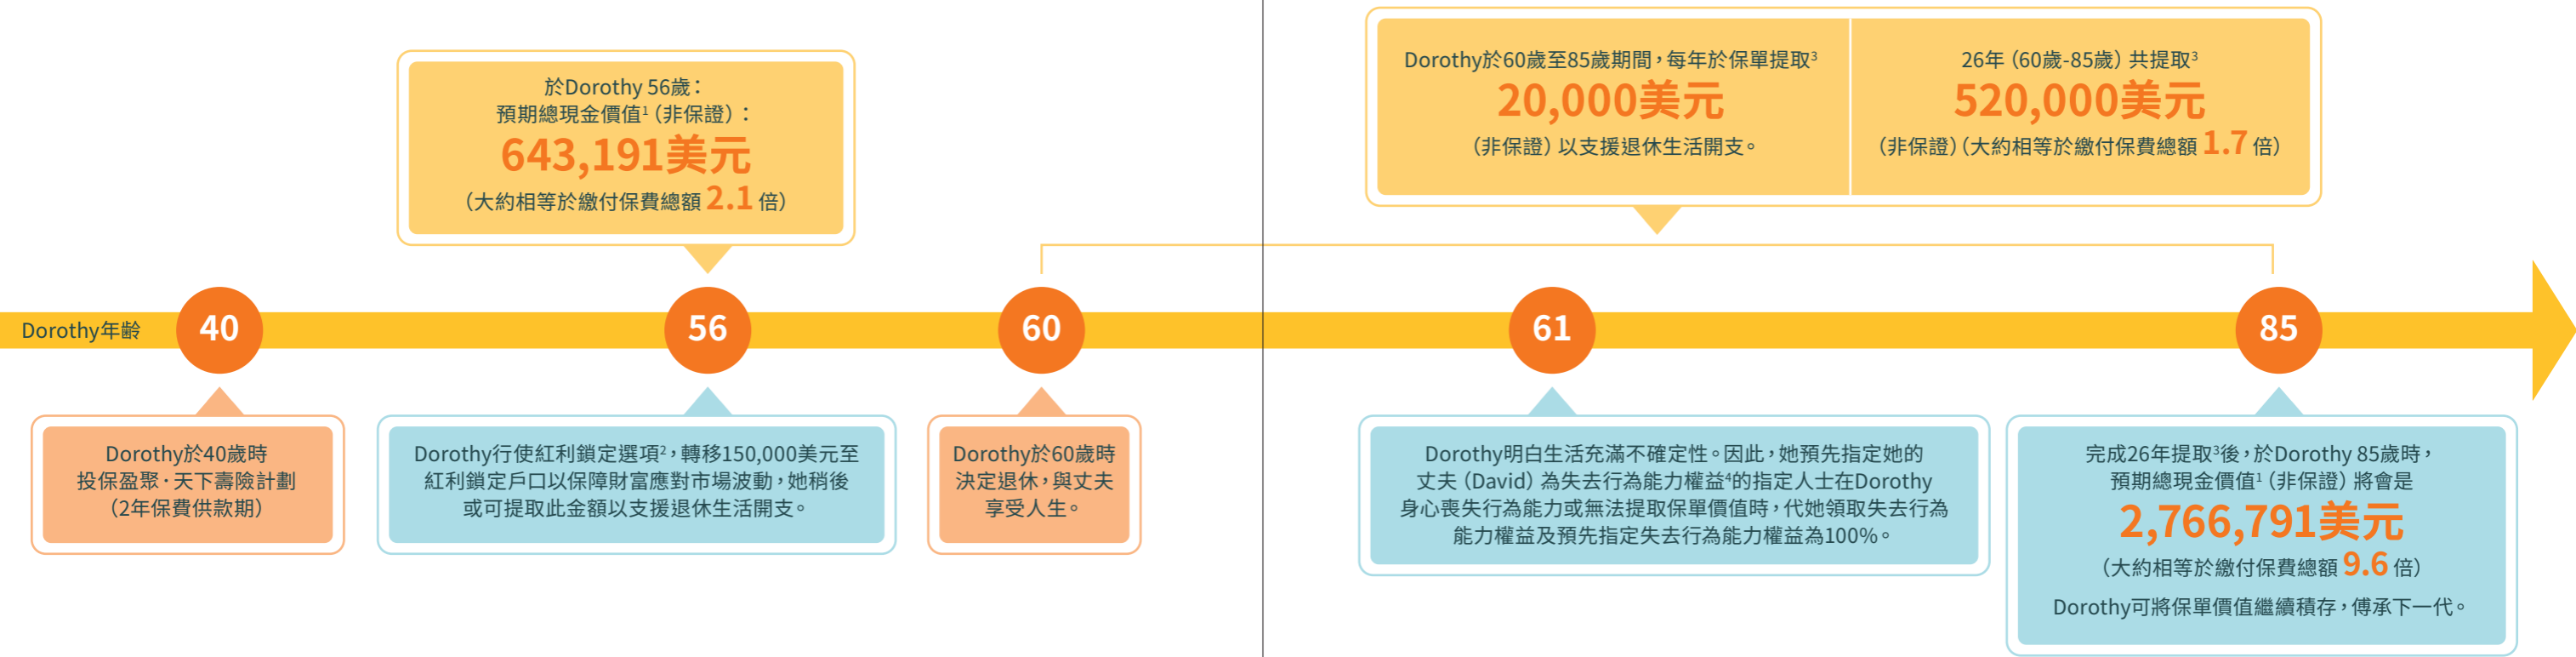 於Dorothy 56歲：
預期總現金價值¹（非保證）：
643,191美元
（大約相等於繳付保費總額 2.1 倍）
Dorothy於60歲至85歲期間，每年於保單提取³
20,000美元
（非保證）以支援退休生活開支。
26年（60歲-85歲）共提取³
520,000美元
（非保證）（大約相等於繳付保費總額 1.7 倍）
Dorothy年齡
40
56
60
61
85
Dorothy於40歲時
投保盈聚·天下壽險計劃
（2年保費供款期）
Dorothy行使紅利鎖定選項²，轉移150,000美元至
紅利鎖定戶口以保障財富應對市場波動，她稍後
或可提取此金額以支援退休生活開支。
Dorothy於60歲時
決定退休，與丈夫
享受人生。
Dorothy明白生活充滿不確定性。因此，她預先指定她的
丈夫（David）為失去行為能力權益⁴的指定人士在Dorothy
身心喪失行為能力或無法提取保單價值時，代她領取失去行為
能力權益及預先指定失去行為能力權益為100%。
完成26年提取³後，於Dorothy 85歲時，
預期總現金價值¹（非保證）將會是
2,766,791美元
（大約相等於繳付保費總額 9.6 倍）
Dorothy可將保單價值繼續積存，傅承下一代。